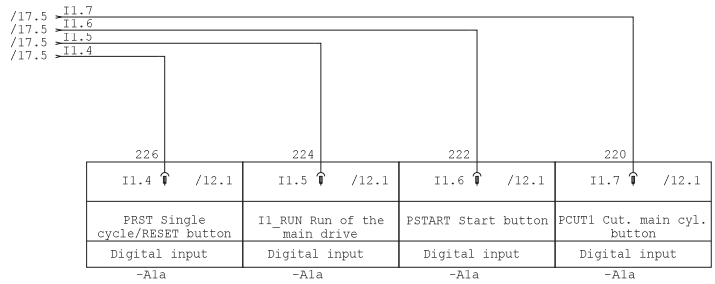 /17.5 I1.7
/17.5 I1.6
/17.5 I1.5
/17.5 I1.4
226 224 222 220
I1.4 /12.1 I1.5 /12.1 I1.6 /12.1 I1.7 /12.1
PRST Single cycle/RESET button
I1_RUN Run of the main drive
PSTART Start button
PCUT1 Cut. main cyl. button
Digital input Digital input Digital input Digital input
-A1a -A1a -A1a -A1a